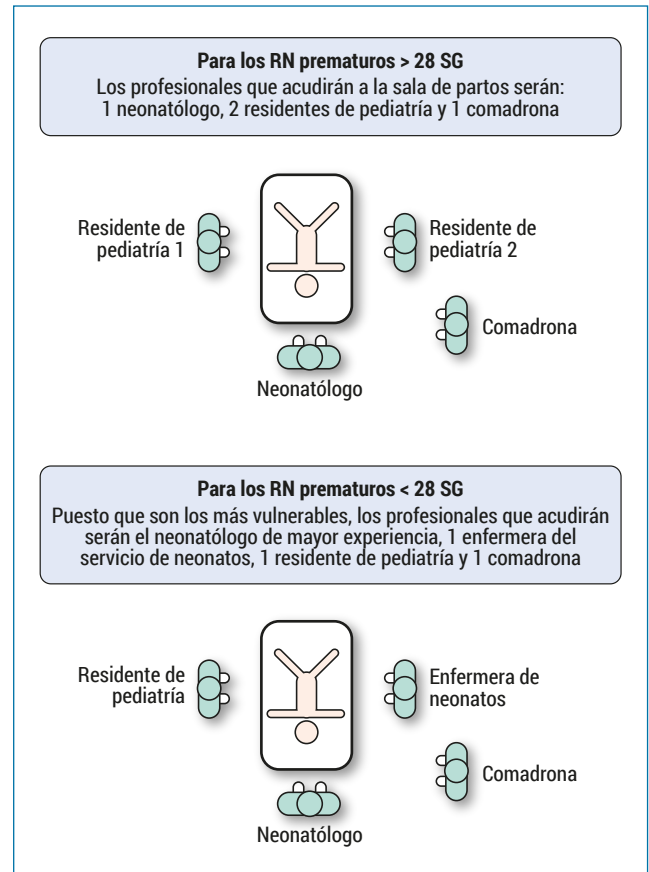 Para los RN prematuros > 28 SG
Los profesionales que acudirán a la sala de partos serán:
1 neonatólogo, 2 residentes de pediatría y 1 comadrona
Residente de
pediatría 1
Residente de
pediatría 2
Comadrona
Neonatólogo
Para los RN prematuros < 28 SG
Puesto que son los más vulnerables, los profesionales que acudirán
serán el neonatólogo de mayor experiencia, 1 enfermera del
servicio de neonatos, 1 residente de pediatría y 1 comadrona
Residente de
pediatría
Enfermera de
neonatos
Comadrona
Neonatólogo